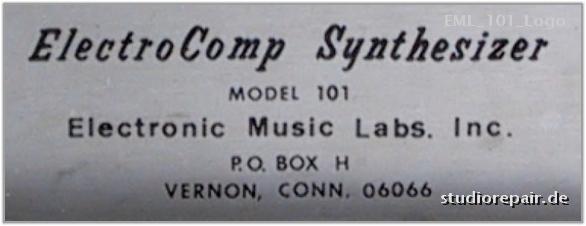 EML_101_Logo
ElectroComp Synthesizer
MODEL 101
Electronic Music Labs. Inc.
P.O. BOX H
VERNON, CONN. 06066
studiorepair.de